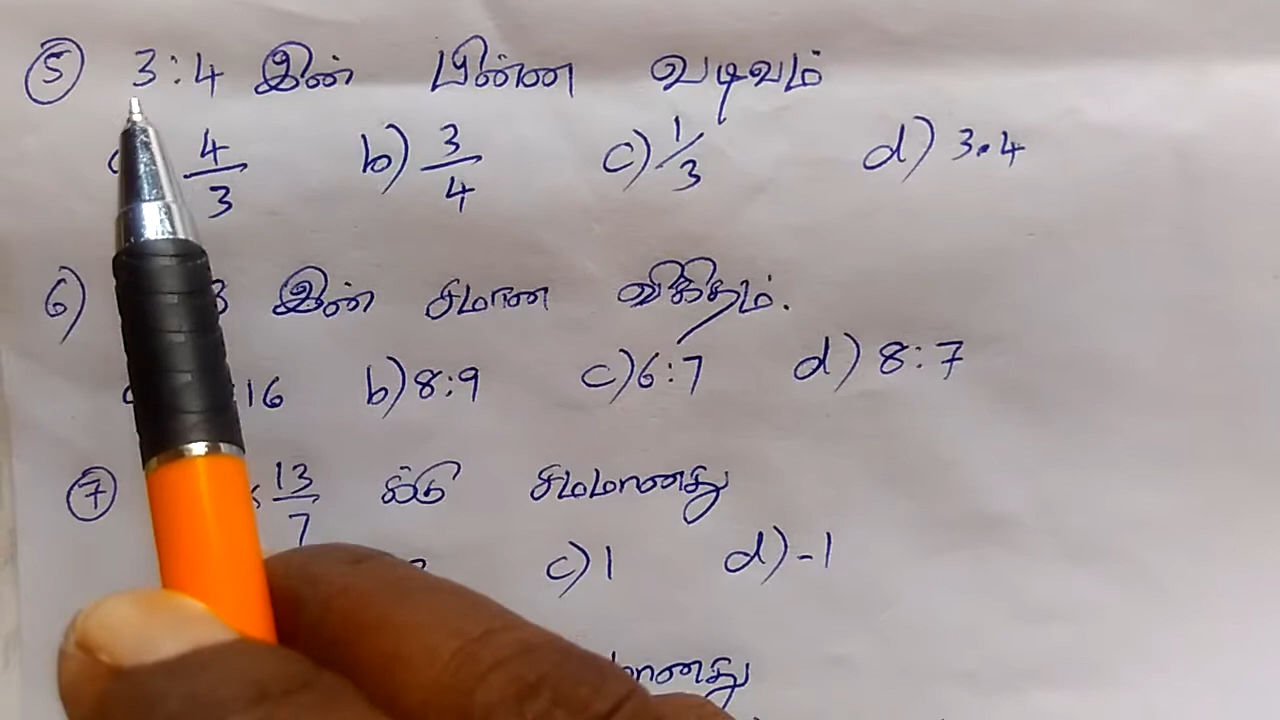 5 3:4 இன் பின்ன வடிவம்
4/3 b) 3/4 c) 1/3 d) 3.4
6) இன் சமான விகிதம்.
:16 b) 8:9 c) 6:7 d) 8:7
7 13/7 க்கு சமமானது
c) 1 d) -1